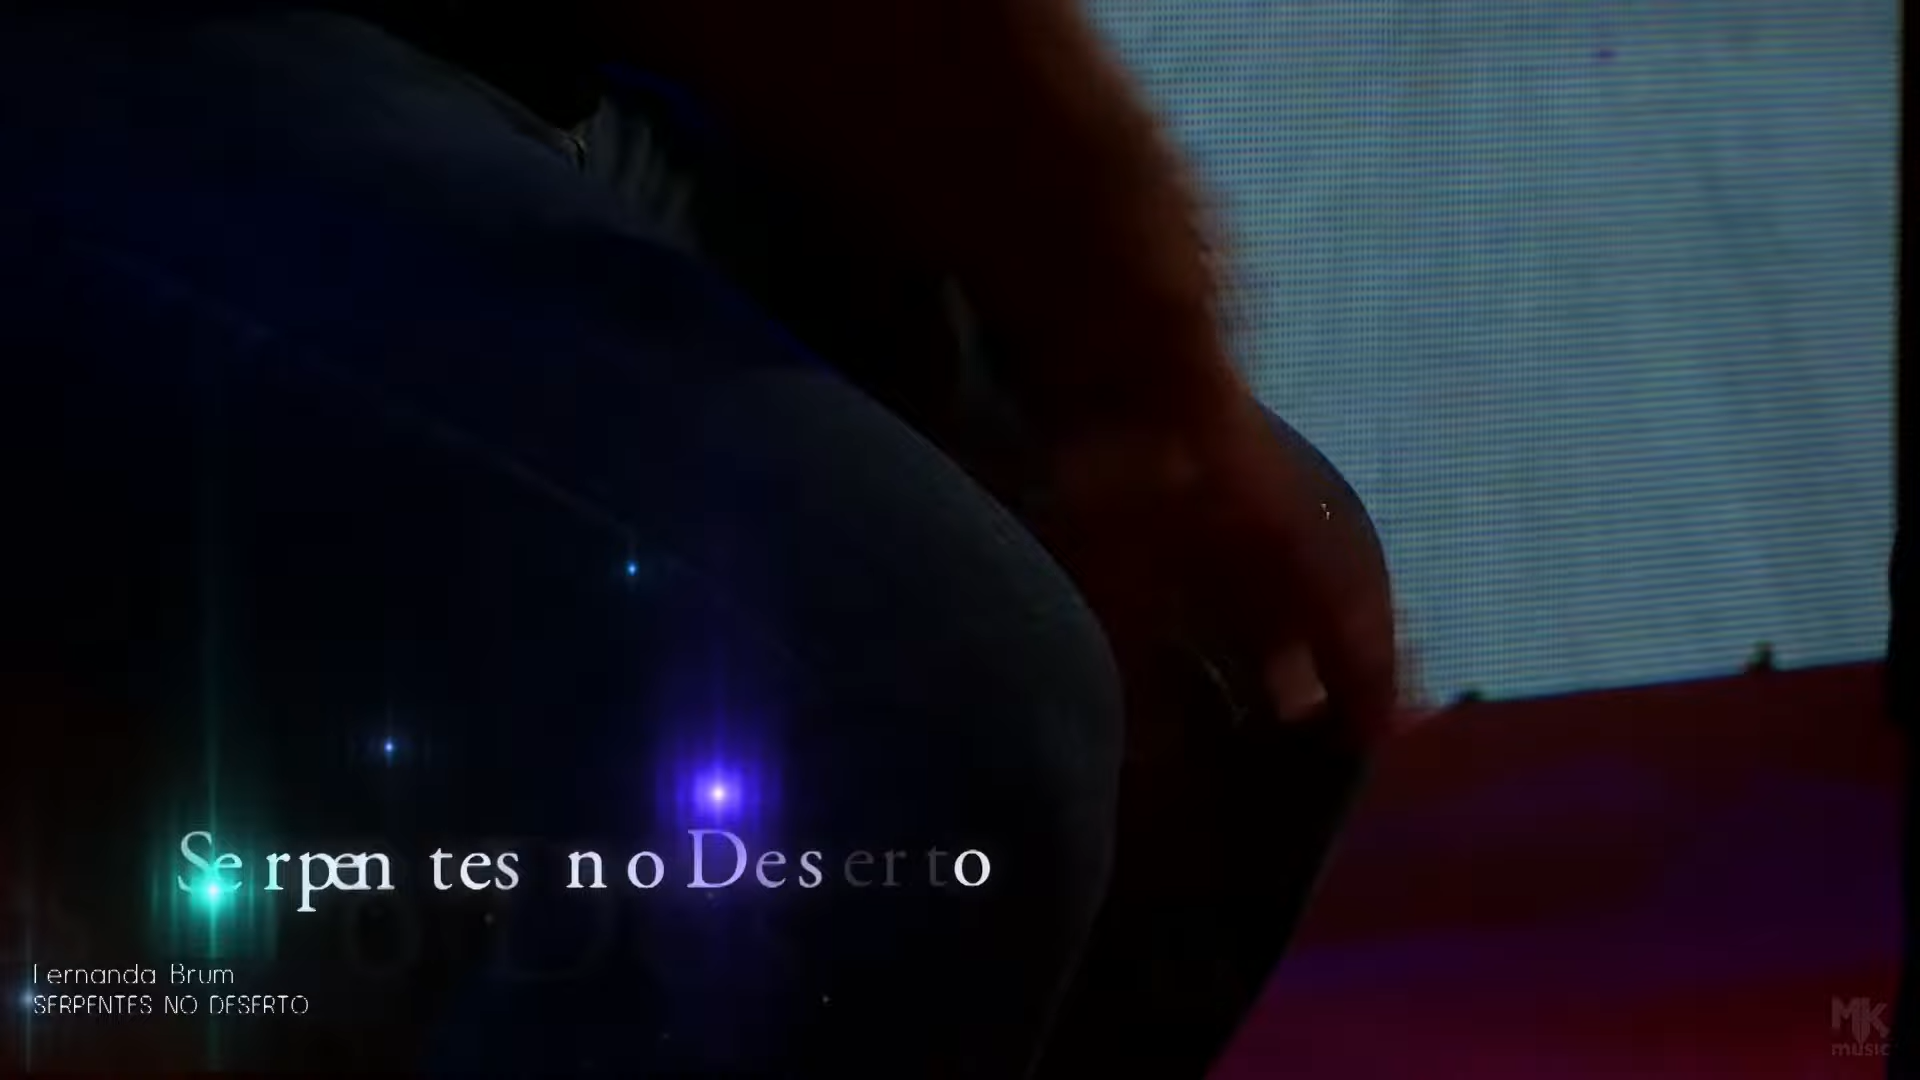 Serpentes no Deserto
Fernanda Brum
SERPENTES NO DESERTO
MK
music